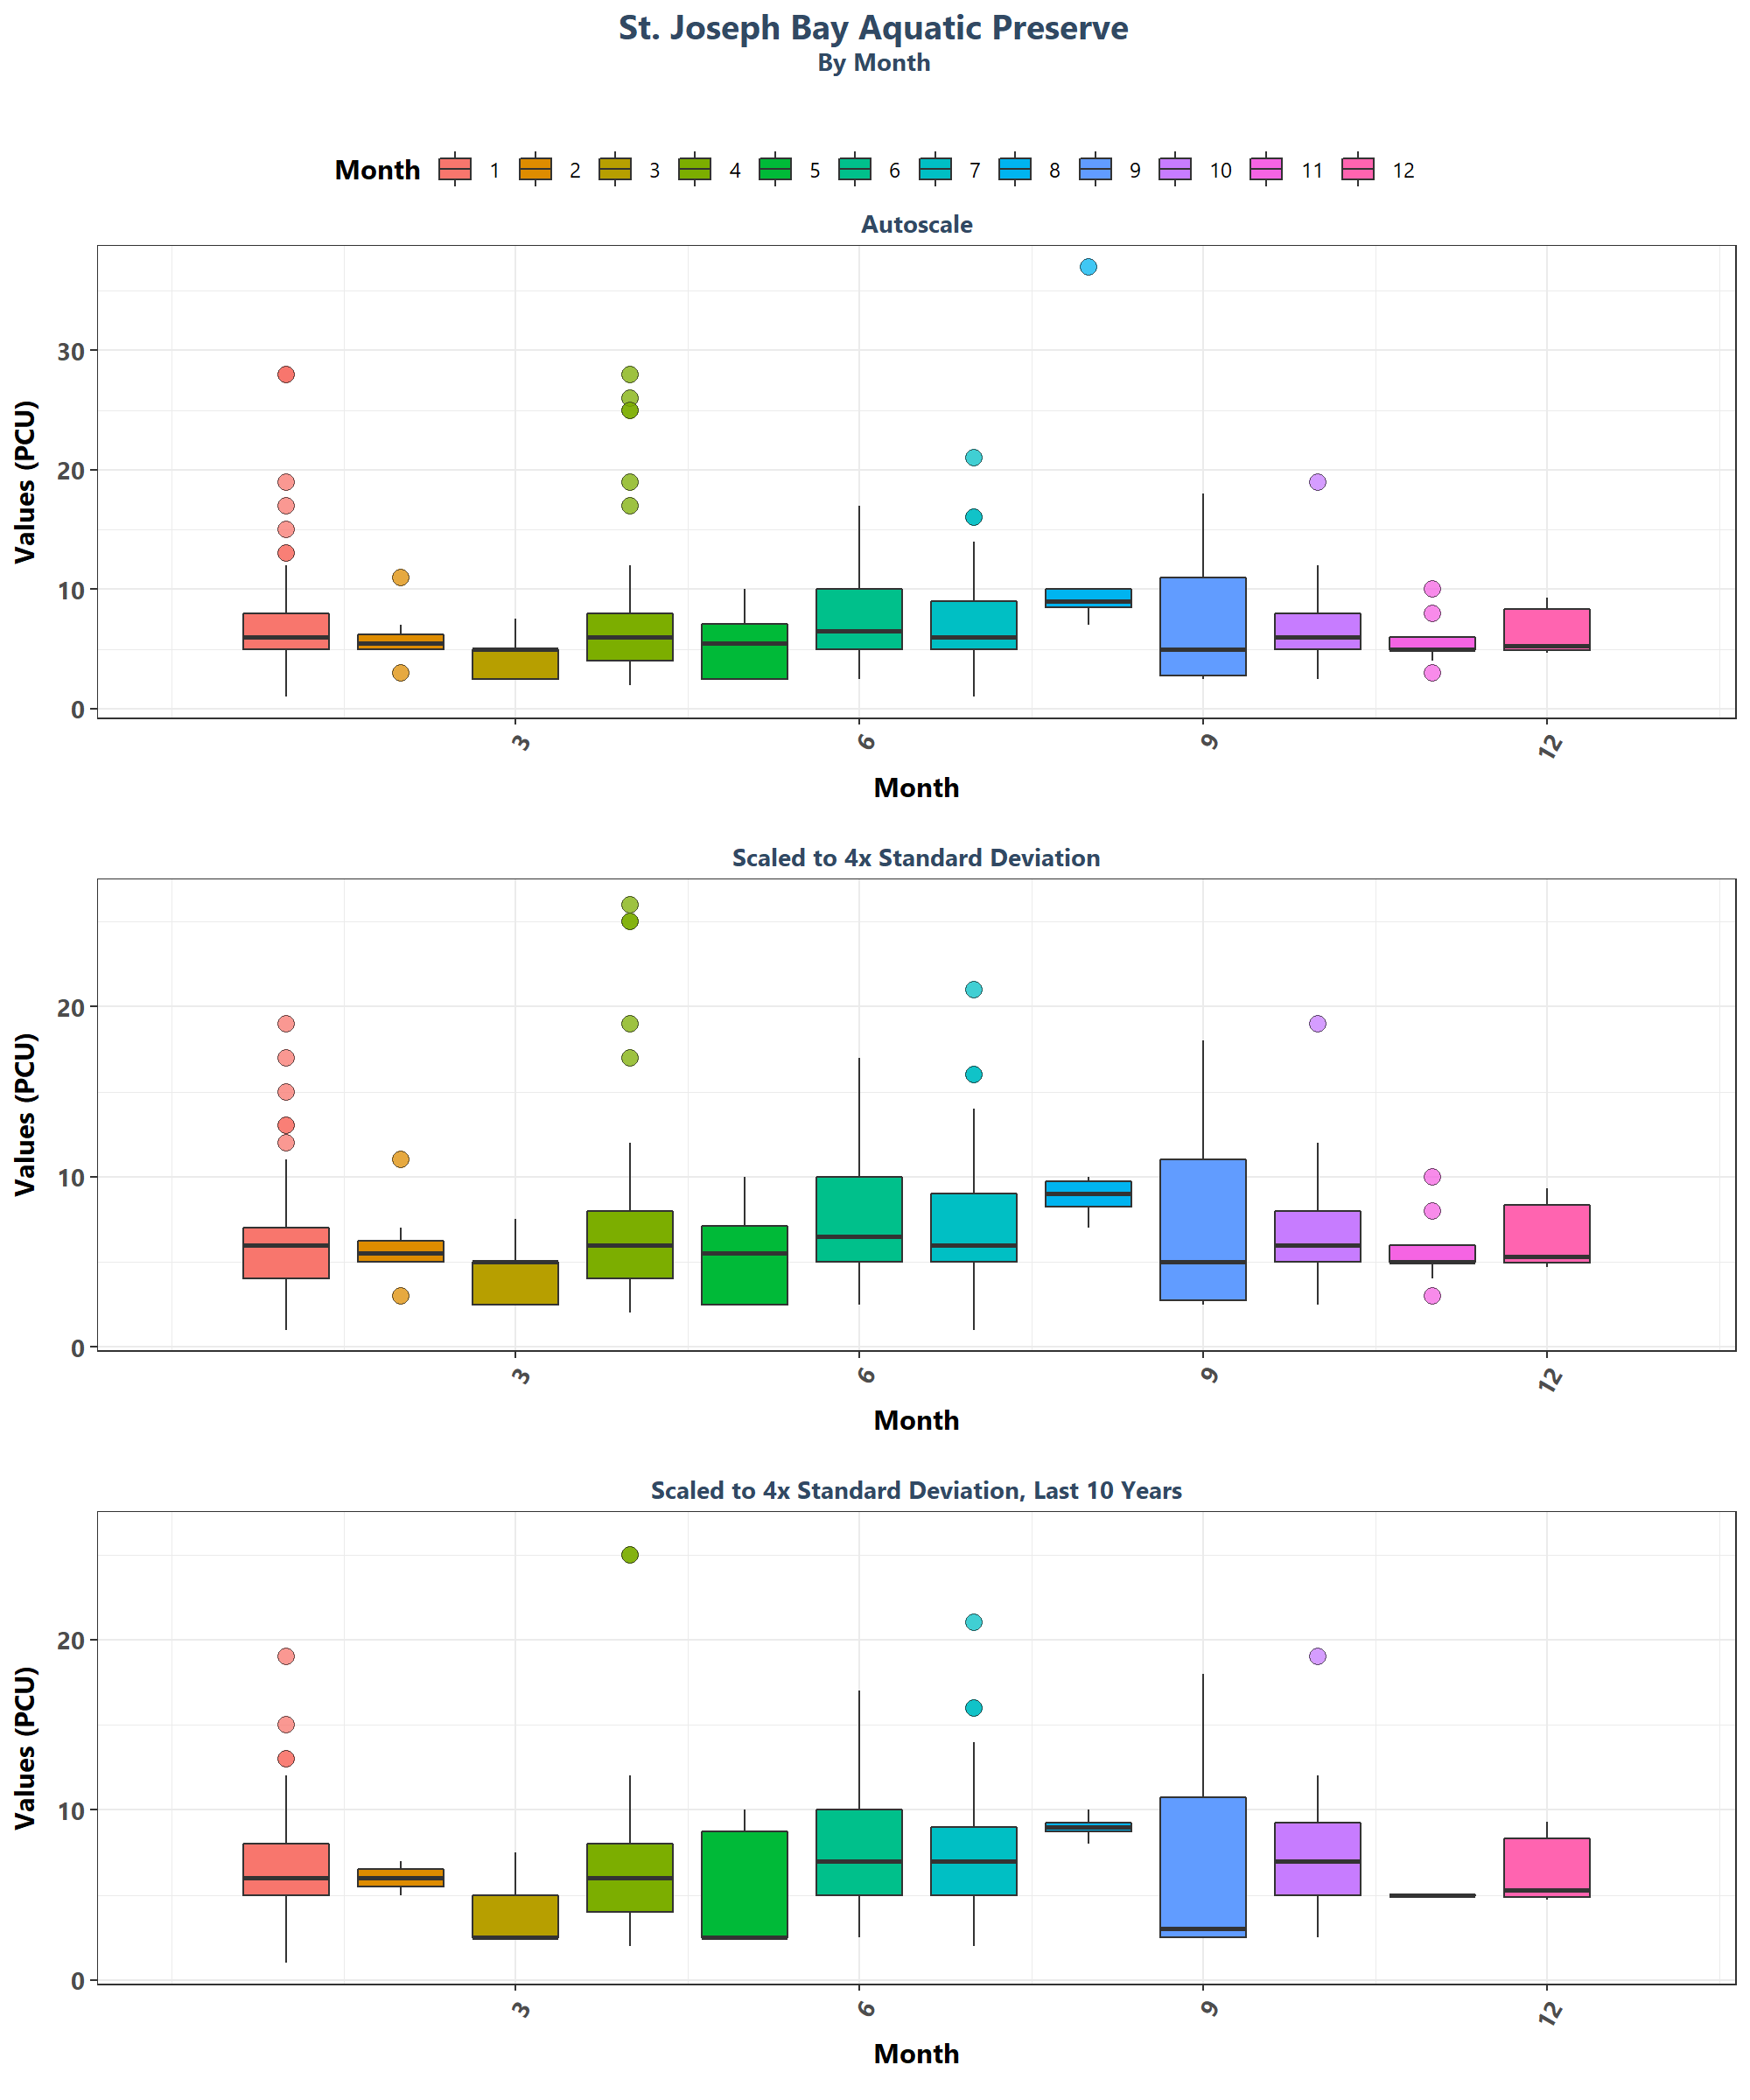 St. Joseph Bay Aquatic Preserve
By Month
Month 1 2 3 4 5 6 7 8 9 10 11 12
Autoscale
Values (PCU)
30
20
10
0
3 6 9 12
Month
Scaled to 4x Standard Deviation
Values (PCU)
20
10
0
3 6 9 12
Month
Scaled to 4x Standard Deviation, Last 10 Years
Values (PCU)
20
10
0
3 6 9 12
Month